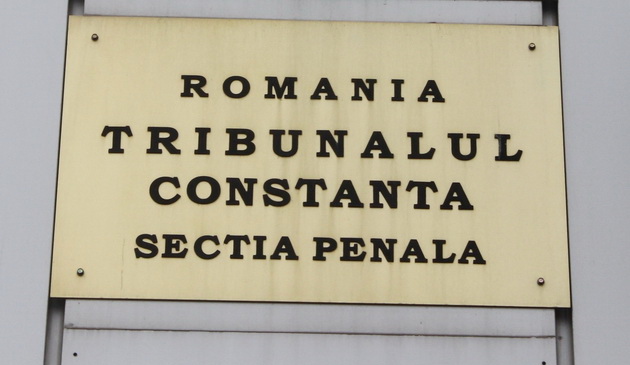 ROMANIA
TRIBUNALUL
CONSTANTA
SECTIA PENALA